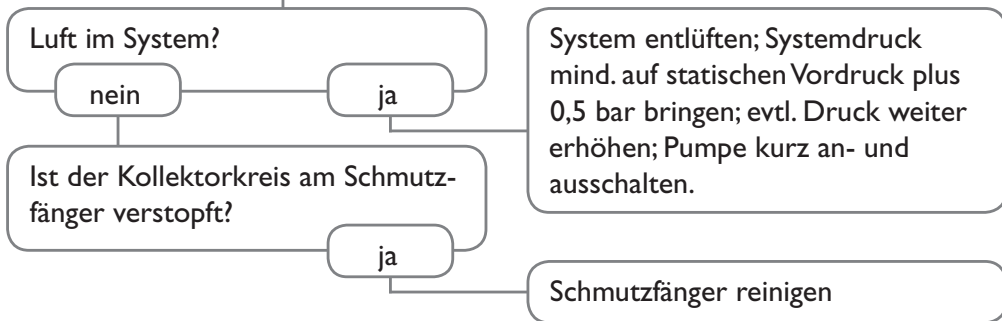 Luft im System?
nein
ja
System entlüften; Systemdruck
mind. auf statischen Vordruck plus
0,5 bar bringen; evtl. Druck weiter
erhöhen; Pumpe kurz an- und
ausschalten.
Ist der Kollektorkreis am Schmutz-
fänger verstopft?
ja
Schmutzfänger reinigen